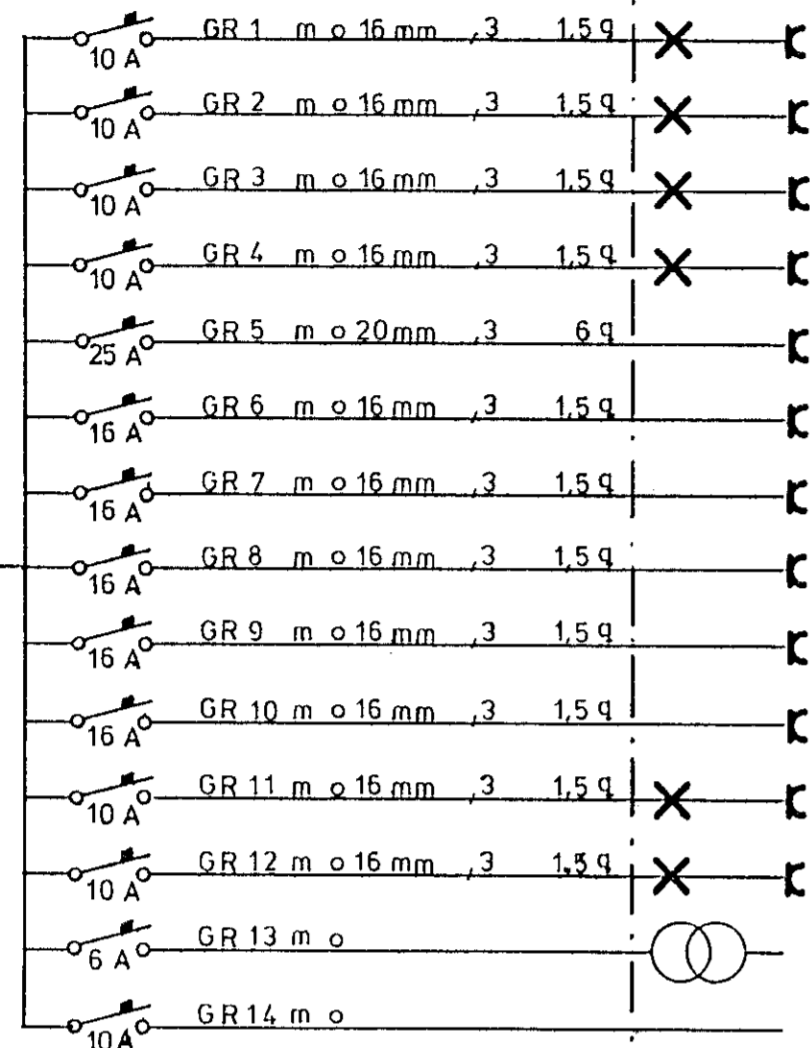 GR 1 m o 16 mm ,3 1,5 q
10 A
GR 2 m o 16 mm ,3 1,5 q
10 A
GR 3 m o 16 mm ,3 1,5 q
10 A
GR 4 m o 16 mm ,3 1,5 q
10 A
GR 5 m o 20 mm ,3 6 q
25 A
GR 6 m o 16 mm ,3 1,5 q
16 A
GR 7 m o 16 mm ,3 1,5 q
16 A
GR 8 m o 16 mm ,3 1,5 q
16 A
GR 9 m o 16 mm ,3 1,5 q
16 A
GR 10 m o 16 mm ,3 1,5 q
16 A
GR 11 m o 16 mm ,3 1,5 q
10 A
GR 12 m o 16 mm ,3 1,5 q
10 A
GR 13 m o
6 A
GR 14 m o
10 A